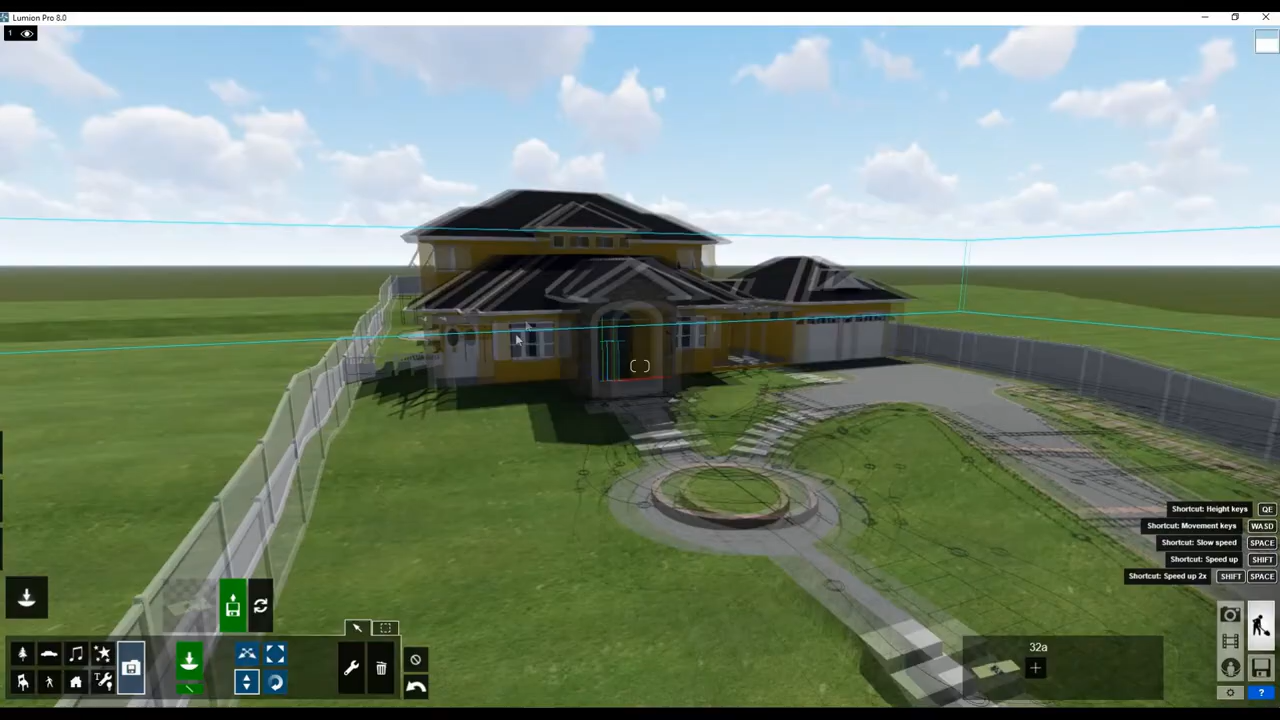 Lumion Pro 8.0
1
Shortcut: Height keys QE
Shortcut: Movement keys WASD
Shortcut: Slow speed SPACE
Shortcut: Speed up SHIFT
Shortcut: Speed up 2x SHIFT SPACE
32a
T
?